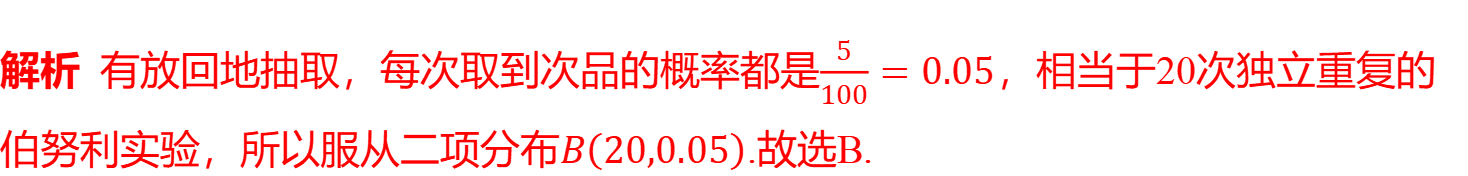 解析 有放回地抽取，每次取到次品的概率都是5/100 = 0.05，相当于20次独立重复的
伯努利实验，所以服从二项分布B(20,0.05).故选B.